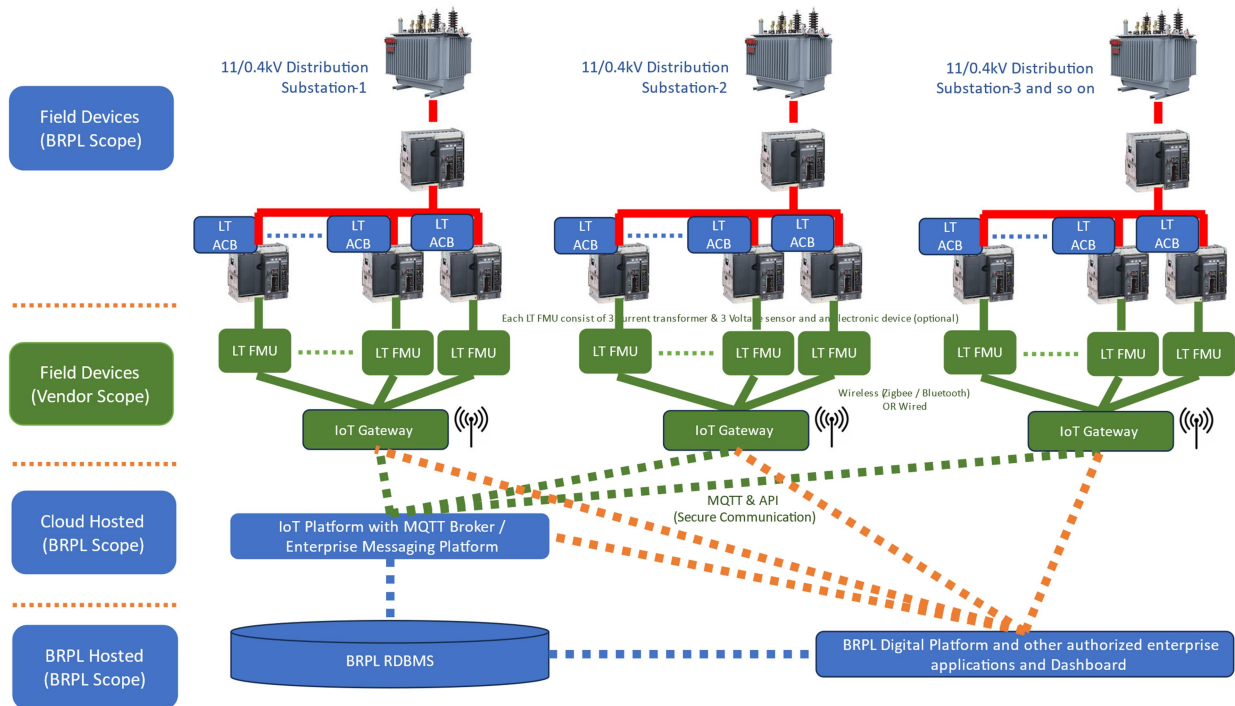 11/0.4kV Distribution
Substation-1
11/0.4kV Distribution
Substation-2
11/0.4kV Distribution
Substation-3 and so on
Field Devices
(BRPL Scope)
LT
ACB
LT
ACB
LT
ACB
LT
ACB
LT
ACB
LT
ACB
LT
ACB
LT
ACB
LT
ACB
Each LT FMU consist of 3 current transformer & 3 Voltage sensor and an electronic device (optional)
Field Devices
(Vendor Scope)
LT FMU
LT FMU
LT FMU
LT FMU
LT FMU
LT FMU
LT FMU
LT FMU
LT FMU
Wireless (Zigbee / Bluetooth)
OR Wired
IoT Gateway
IoT Gateway
IoT Gateway
MQTT & API
(Secure Communication)
Cloud Hosted
(BRPL Scope)
IoT Platform with MQTT Broker /
Enterprise Messaging Platform
BRPL Hosted
(BRPL Scope)
BRPL RDBMS
BRPL Digital Platform and other authorized enterprise
applications and Dashboard